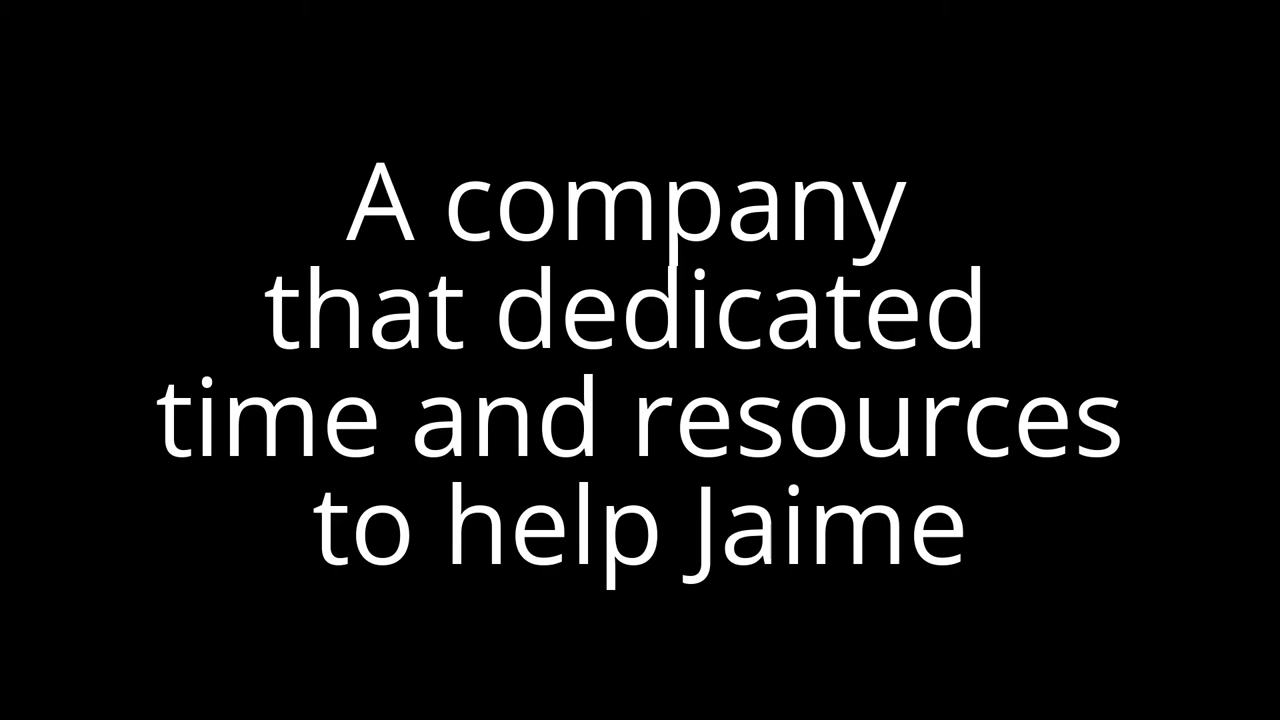 A company
that dedicated
time and resources
to help Jaime